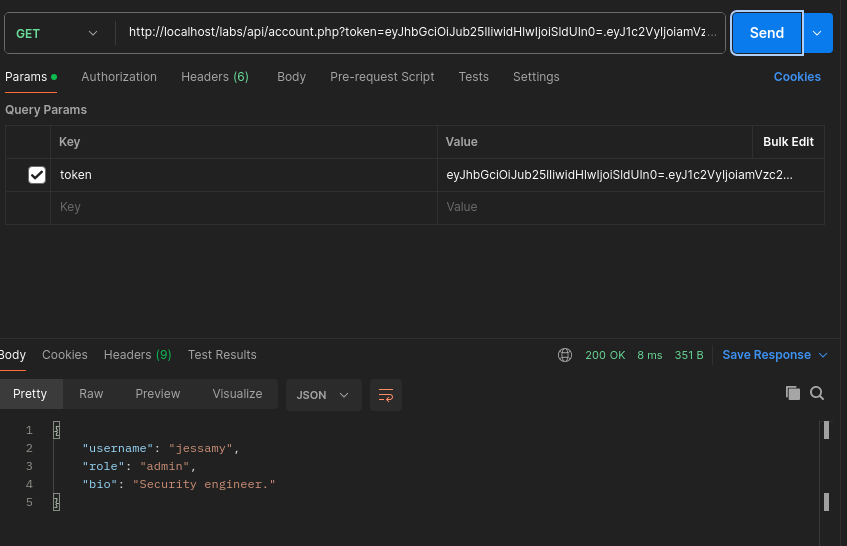 GET http://localhost/labs/api/account.php?token=eyJhbGciOiJub25lIiwidHlwIjoiSldUIn0=.eyJ1c2VyIjoiamVz... Send
Params Authorization Headers (6) Body Pre-request Script Tests Settings Cookies
Query Params
Key Value Bulk Edit
token eyJhbGciOiJub25lIiwidHlwIjoiSldUIn0=.eyJ1c2VyIjoiamVzc2...
Key Value
Body Cookies Headers (9) Test Results 200 OK 8 ms 351 B Save Response
Pretty Raw Preview Visualize JSON
1 {
2 "username": "jessamy",
3 "role": "admin",
4 "bio": "Security engineer."
5 }